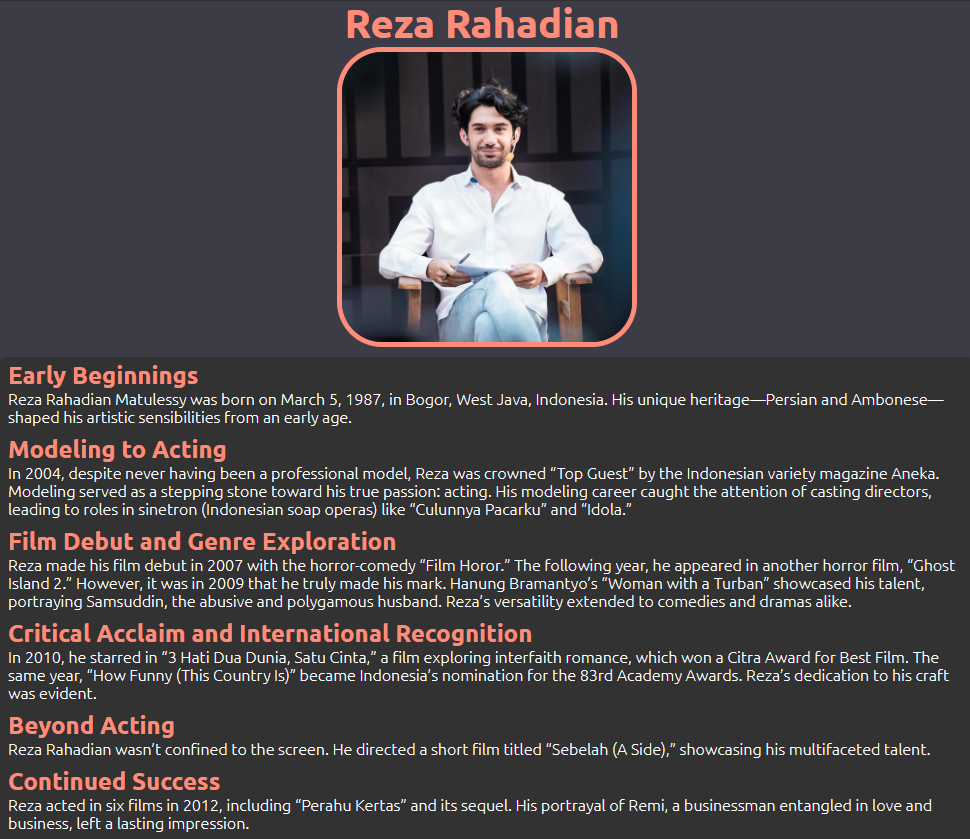 Reza Rahadian
Early Beginnings
Reza Rahadian Matulessy was born on March 5, 1987, in Bogor, West Java, Indonesia. His unique heritage—Persian and Ambonese—
shaped his artistic sensibilities from an early age.
Modeling to Acting
In 2004, despite never having been a professional model, Reza was crowned “Top Guest” by the Indonesian variety magazine Aneka.
Modeling served as a stepping stone toward his true passion: acting. His modeling career caught the attention of casting directors,
leading to roles in sinetron (Indonesian soap operas) like “Culunnya Pacarku” and “Idola.”
Film Debut and Genre Exploration
Reza made his film debut in 2007 with the horror-comedy “Film Horor.” The following year, he appeared in another horror film, “Ghost
Island 2.” However, it was in 2009 that he truly made his mark. Hanung Bramantyo’s “Woman with a Turban” showcased his talent,
portraying Samsuddin, the abusive and polygamous husband. Reza’s versatility extended to comedies and dramas alike.
Critical Acclaim and International Recognition
In 2010, he starred in “3 Hati Dua Dunia, Satu Cinta,” a film exploring interfaith romance, which won a Citra Award for Best Film. The
same year, “How Funny (This Country Is)” became Indonesia’s nomination for the 83rd Academy Awards. Reza’s dedication to his craft
was evident.
Beyond Acting
Reza Rahadian wasn’t confined to the screen. He directed a short film titled “Sebelah (A Side),” showcasing his multifaceted talent.
Continued Success
Reza acted in six films in 2012, including “Perahu Kertas” and its sequel. His portrayal of Remi, a businessman entangled in love and
business, left a lasting impression.